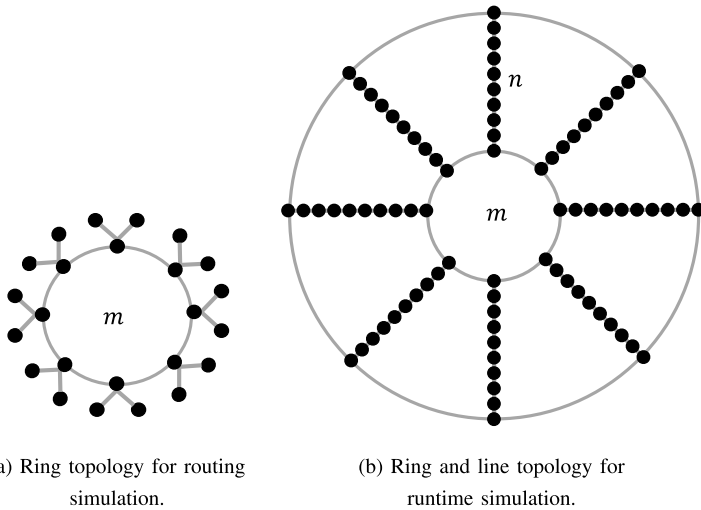 n
m
m
a) Ring topology for routing
simulation.
(b) Ring and line topology for
runtime simulation.